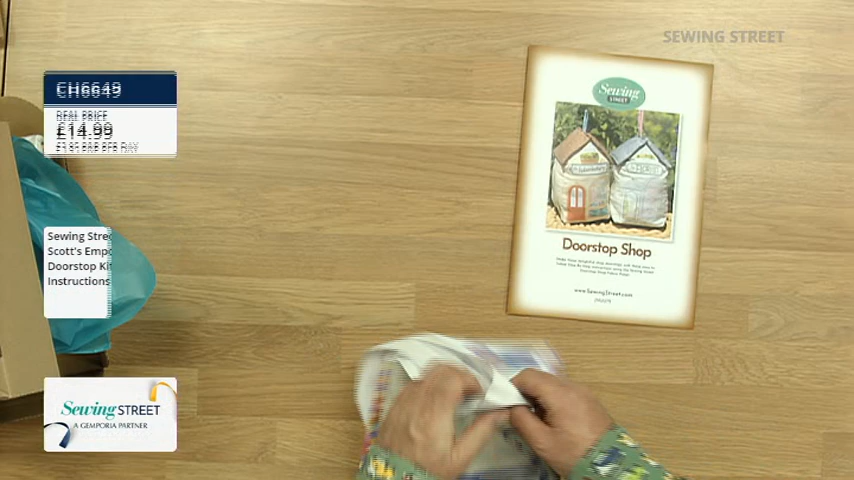 SEWING STREET
CH6649
REAL PRICE
£14.99
Sewing Stre
Scott's Empo
Doorstop Kit
Instructions
Sewing STREET
A GEMPORIA PARTNER
Sewing
STREET
Doorstop Shop
www.SewingStreet.com